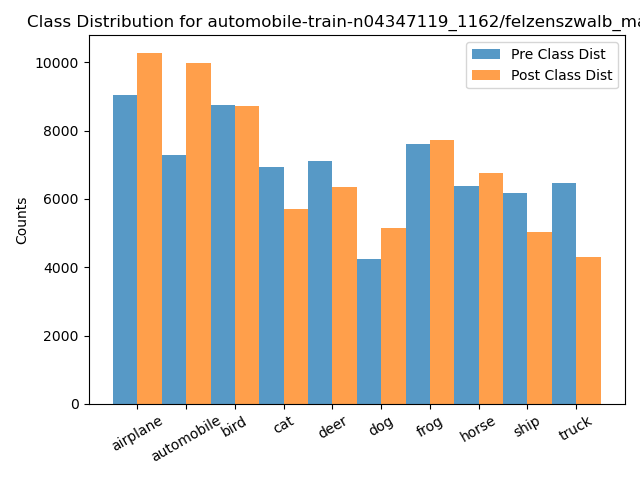 Class Distribution for automobile-train-n04347119_1162/felzenszwalb_ma
Pre Class Dist
Post Class Dist
Counts
10000
8000
6000
4000
2000
0
airplane
automobile
bird
cat
deer
dog
frog
horse
ship
truck